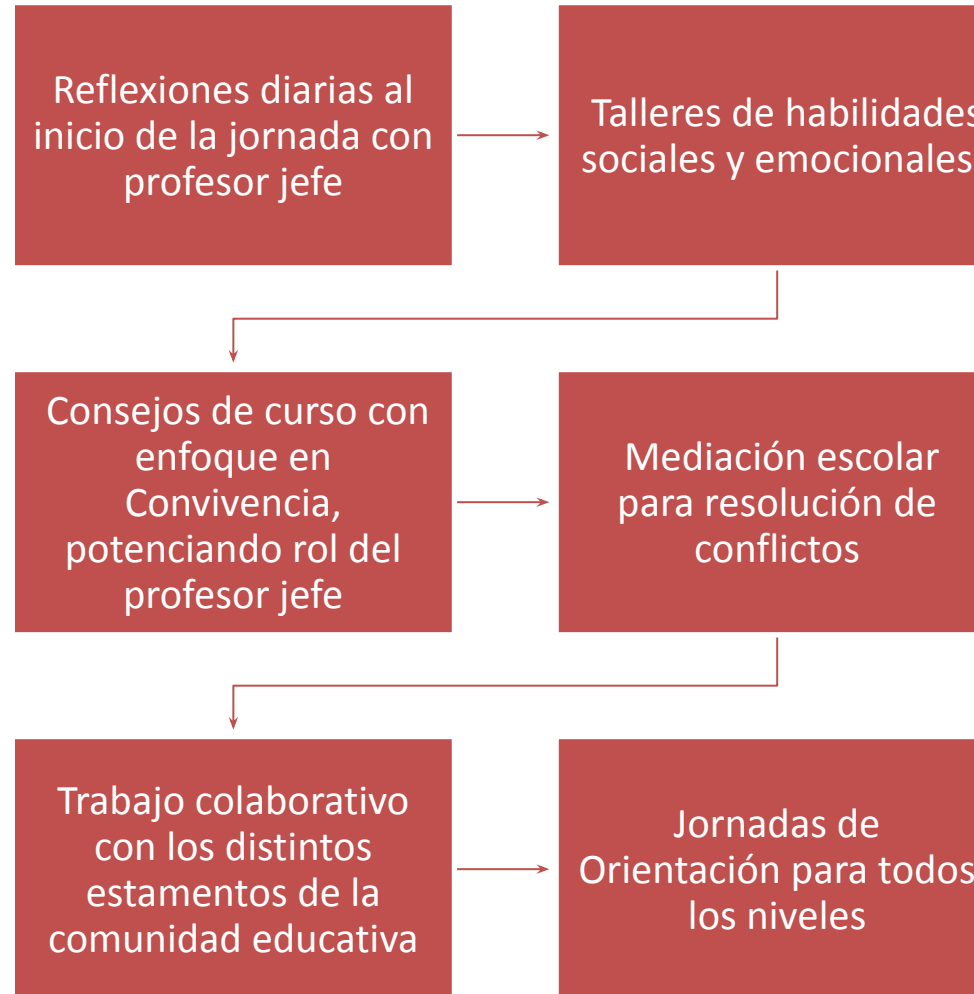 Reflexiones diarias al
inicio de la jornada con
profesor jefe
Talleres de habilidades
sociales y emocionales
Consejos de curso con
enfoque en
Convivencia,
potenciando rol del
profesor jefe
Mediación escolar
para resolución de
conflictos
Trabajo colaborativo
con los distintos
estamentos de la
comunidad educativa
Jornadas de
Orientación para todos
los niveles